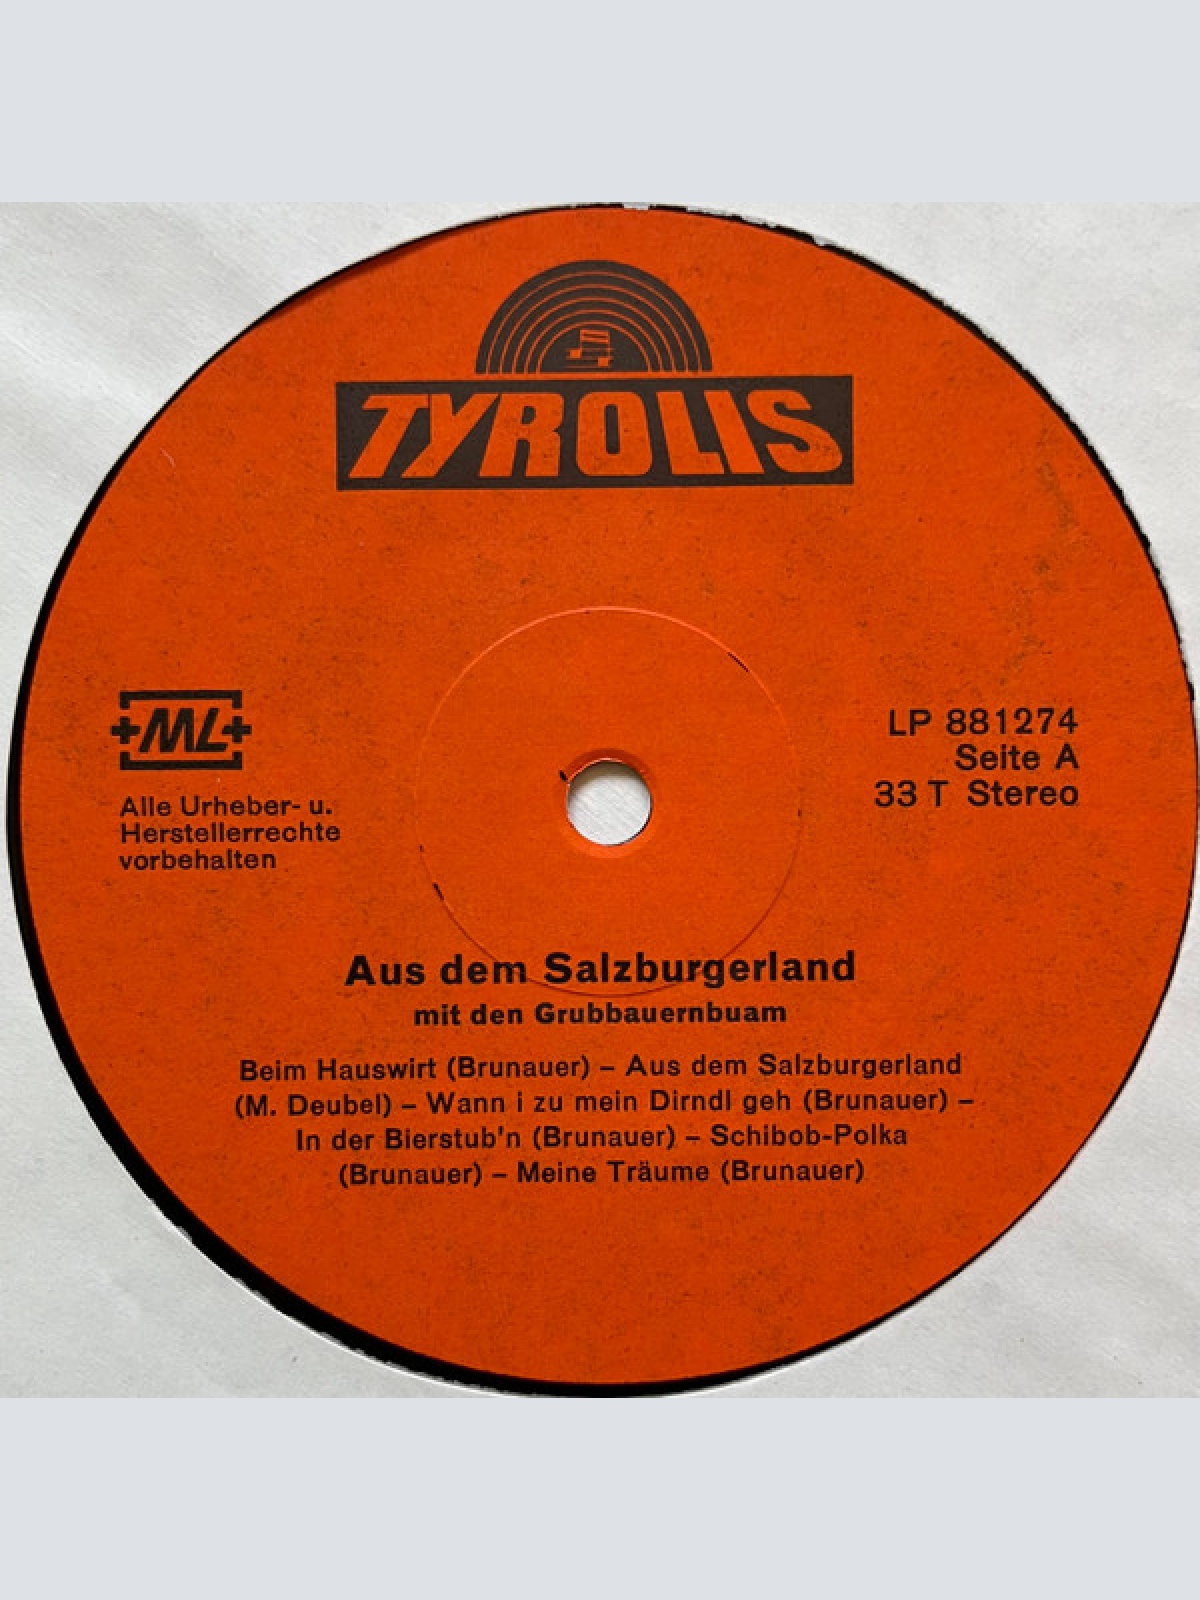 TYROLIS
ML
Alle Urheber- u.
Herstellerrechte
vorbehalten
LP 881274
Seite A
33 T Stereo
Aus dem Salzburgerland
mit den Grubbauernbuam
Beim Hauswirt (Brunauer) – Aus dem Salzburgerland
(M. Deubel) – Wann i zu mein Dirndl geh (Brunauer) –
In der Bierstub'n (Brunauer) – Schibob-Polka
(Brunauer) – Meine Träume (Brunauer)